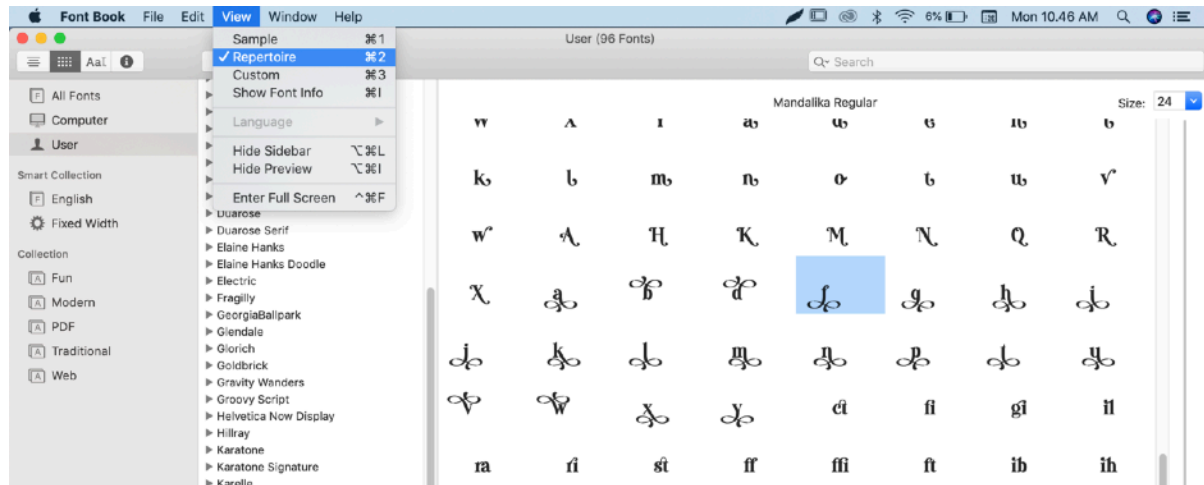 Font Book File Edit View Window Help 6% Mon 10.46 AM
User (96 Fonts)
Search
Sample ⌘1
✓ Repertoire ⌘2
Custom ⌘3
Show Font Info ⌘I
Language
Hide Sidebar ⌥⌘L
Hide Preview ⌥⌘I
Enter Full Screen ^⌘F
All Fonts
Computer
User
Smart Collection
English
Fixed Width
Collection
Fun
Modern
PDF
Traditional
Web
Duarose
Duarose Serif
Elaine Hanks
Elaine Hanks Doodle
Electric
Fragilly
GeorgiaBallpark
Glendale
Glorich
Goldbrick
Gravity Wanders
Groovy Script
Helvetica Now Display
Hillray
Karatone
Karatone Signature
Karelle
Mandalika Regular Size: 24
k l m n o t u v
w A H K M N Q R
X a b d f g h i
j k l m n p q y
V W x y ct fi gi il
ra ri st ff ffi ft ib ih